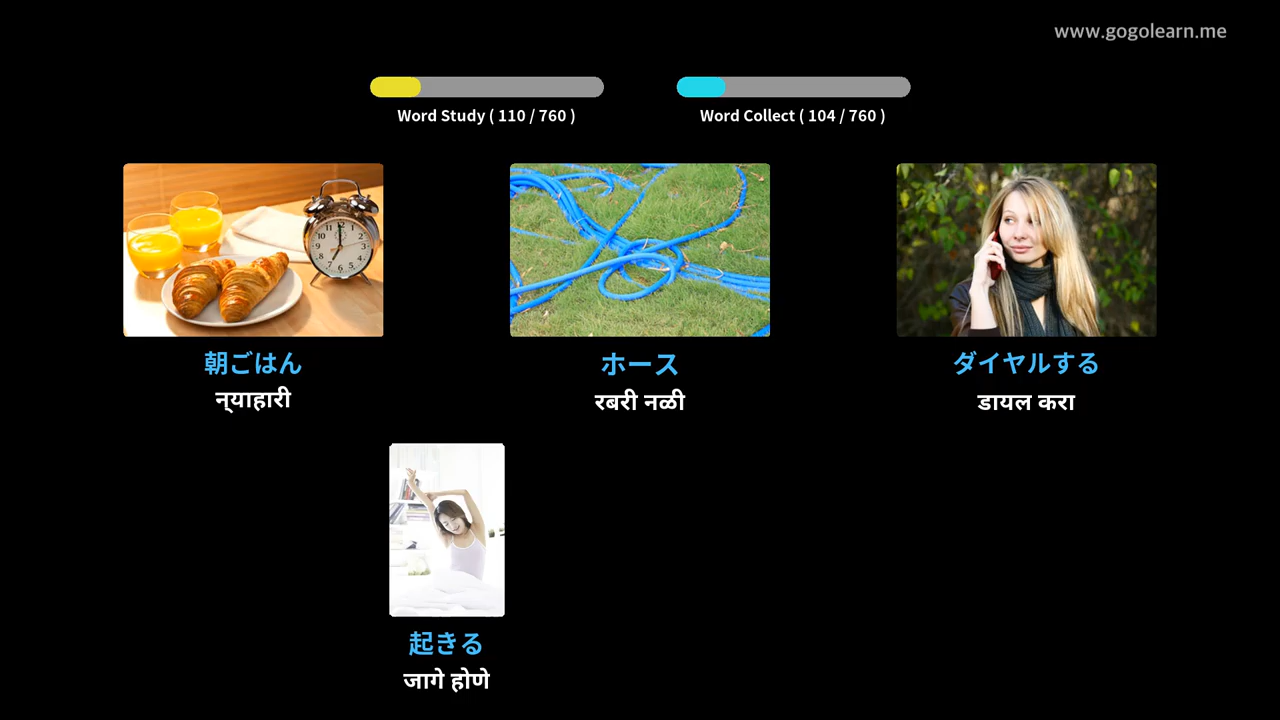 www.gogolearn.me
Word Study ( 110 / 760 )
Word Collect ( 104 / 760 )
朝ごはん
न्‌याहारी
ホース
रबरी नळी
ダイヤルする
डायल करा
起きる
जागे होणे